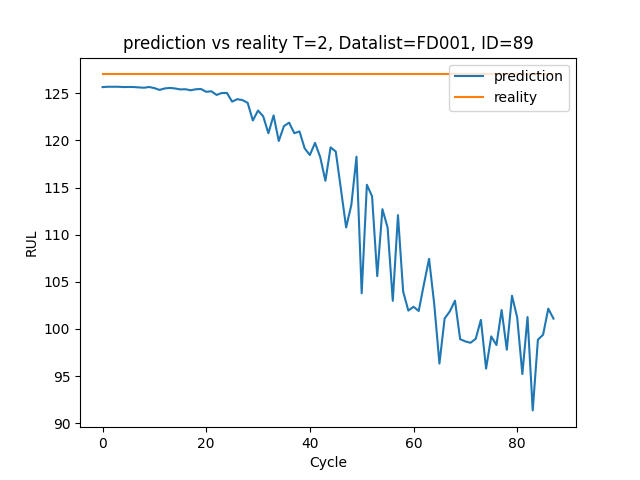 prediction vs reality T=2, Datalist=FD001, ID=89
prediction
reality
125
120
115
110
105
100
95
90
RUL
0
20
40
60
80
Cycle